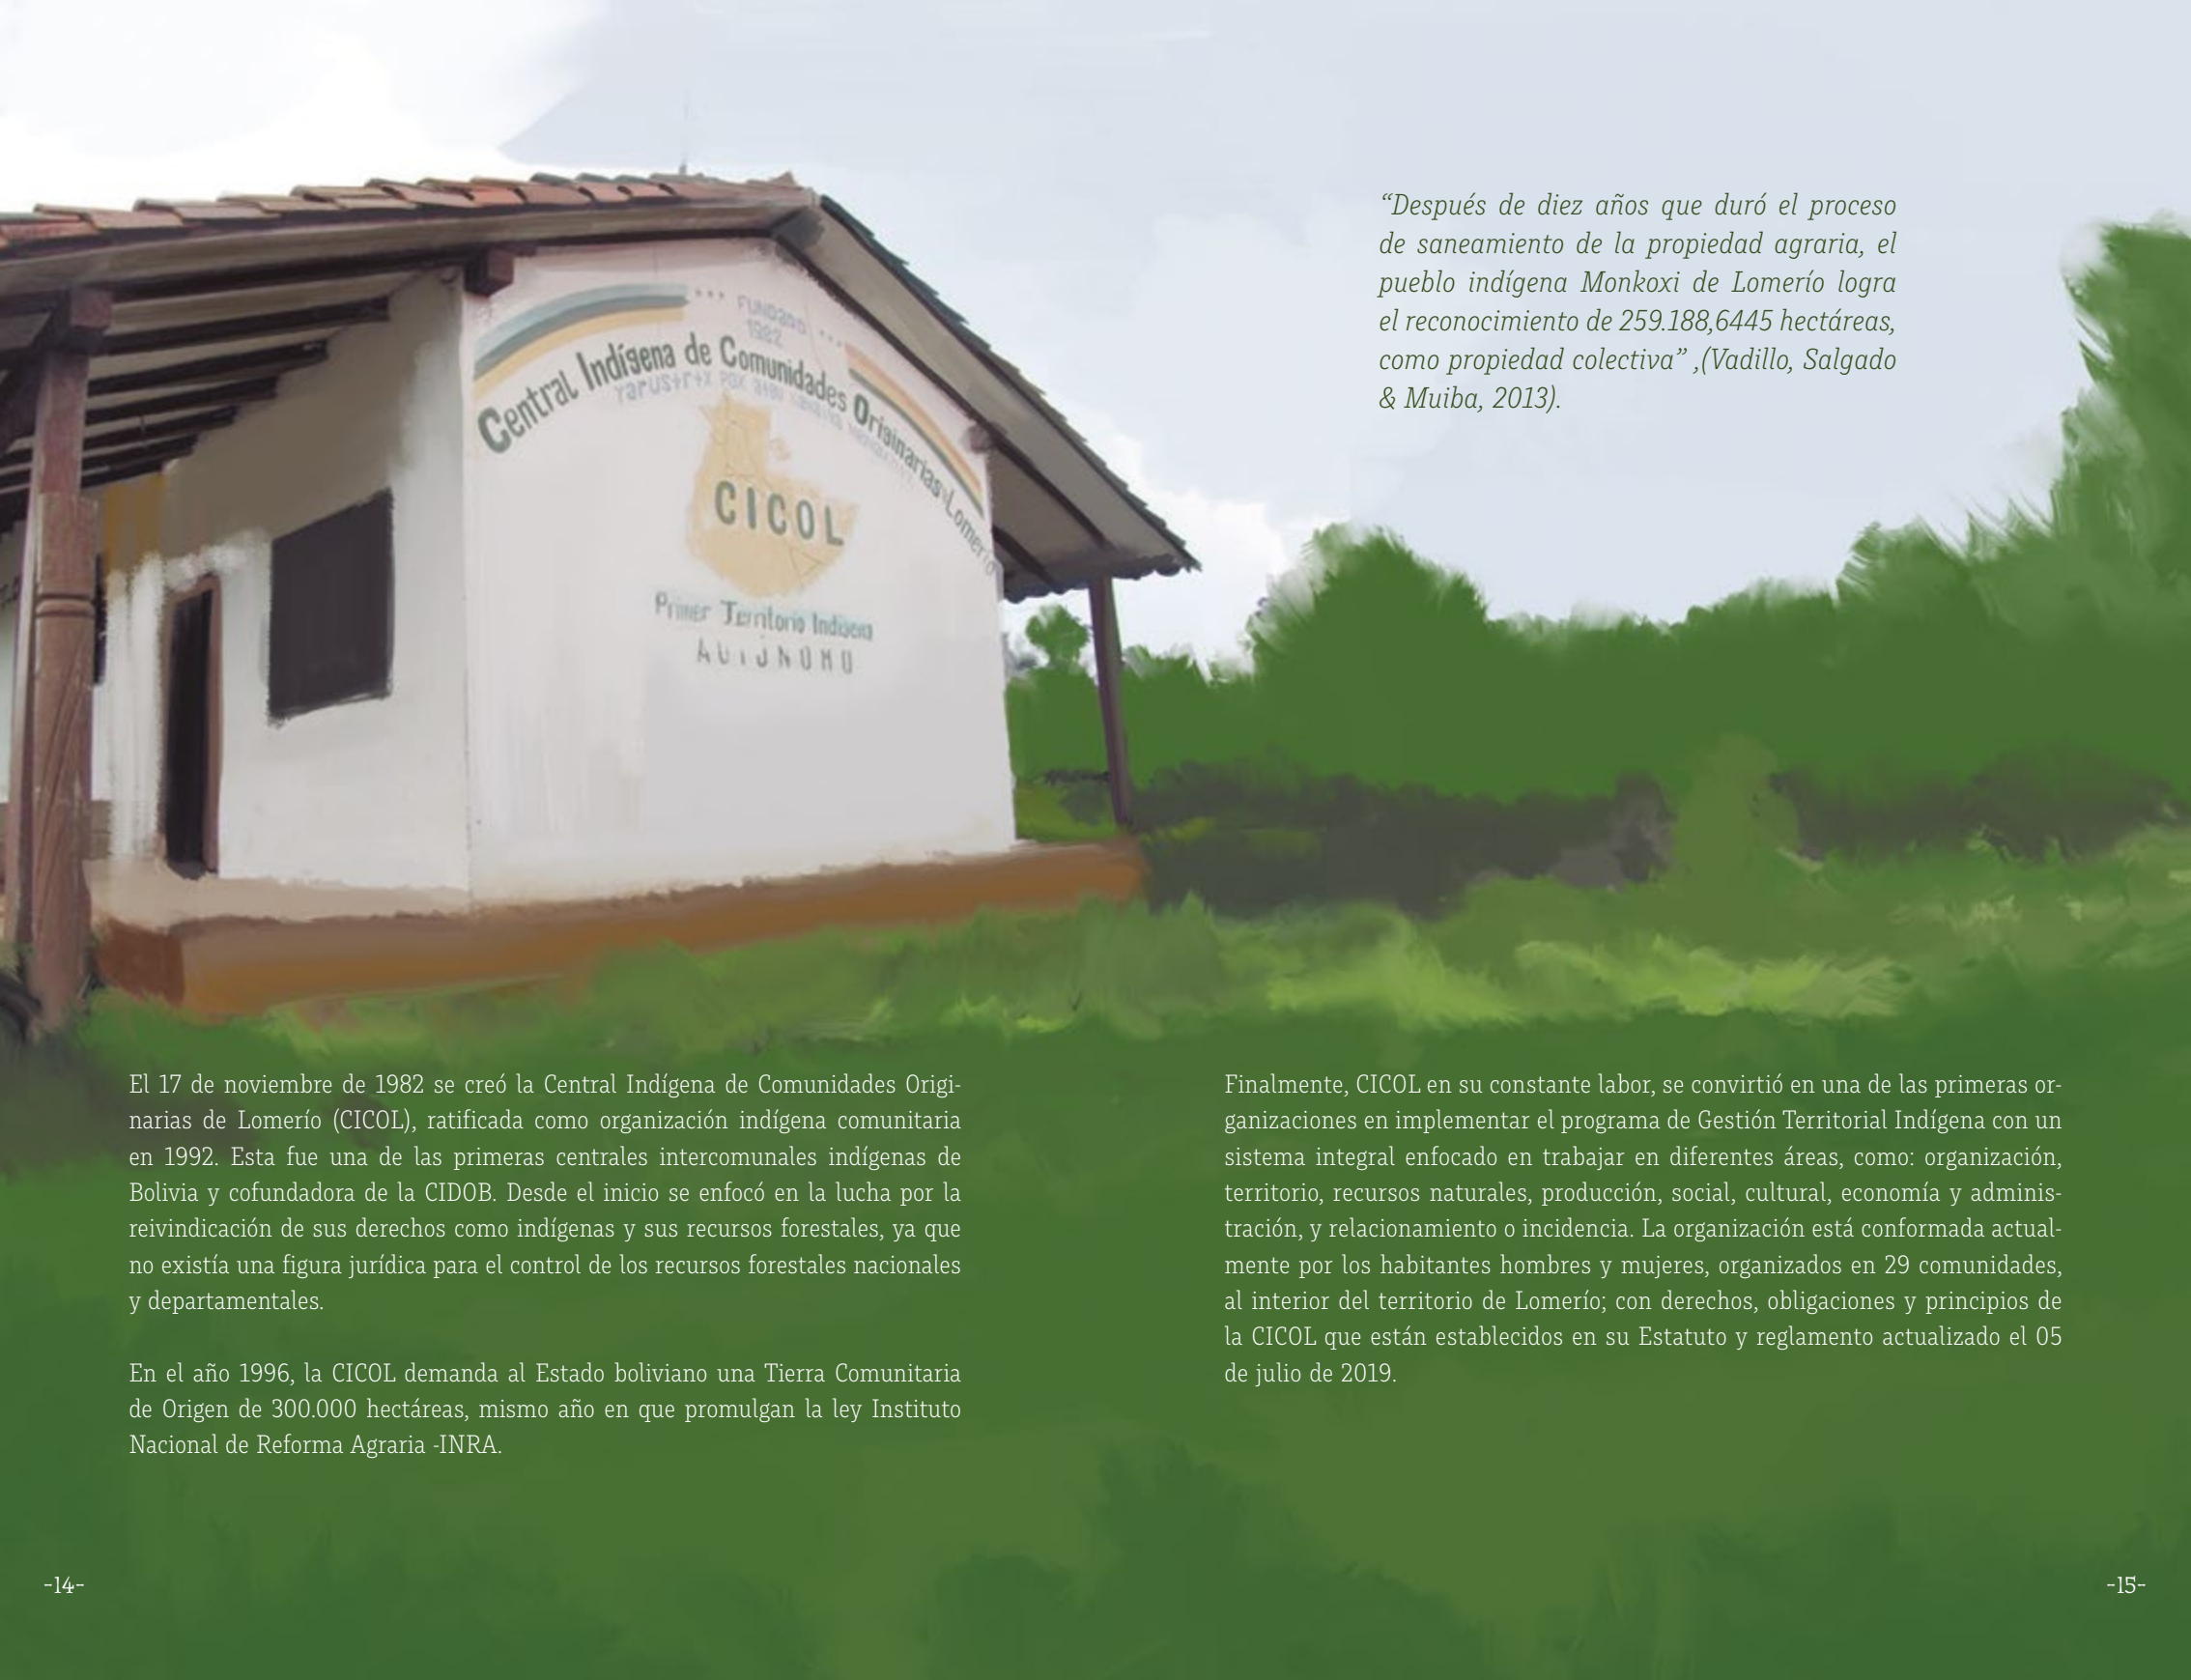 FUNDADO
1982
Central Indígena de Comunidades Originarias Lomerío
CICOL
Primer Territorio Indígena
“Después de diez años que duró el proceso
de saneamiento de la propiedad agraria, el
pueblo indígena Monkoxi de Lomerío logra
el reconocimiento de 259.188,6445 hectáreas,
como propiedad colectiva” ,(Vadillo, Salgado
& Muiba, 2013).
El 17 de noviembre de 1982 se creó la Central Indígena de Comunidades Origi-
narias de Lomerío (CICOL), ratificada como organización indígena comunitaria
en 1992. Esta fue una de las primeras centrales intercomunales indígenas de
Bolivia y cofundadora de la CIDOB. Desde el inicio se enfocó en la lucha por la
reivindicación de sus derechos como indígenas y sus recursos forestales, ya que
no existía una figura jurídica para el control de los recursos forestales nacionales
y departamentales.
En el año 1996, la CICOL demanda al Estado boliviano una Tierra Comunitaria
de Origen de 300.000 hectáreas, mismo año en que promulgan la ley Instituto
Nacional de Reforma Agraria -INRA.
Finalmente, CICOL en su constante labor, se convirtió en una de las primeras or-
ganizaciones en implementar el programa de Gestión Territorial Indígena con un
sistema integral enfocado en trabajar en diferentes áreas, como: organización,
territorio, recursos naturales, producción, social, cultural, economía y adminis-
tración, y relacionamiento o incidencia. La organización está conformada actual-
mente por los habitantes hombres y mujeres, organizados en 29 comunidades,
al interior del territorio de Lomerío; con derechos, obligaciones y principios de
la CICOL que están establecidos en su Estatuto y reglamento actualizado el 05
de julio de 2019.
-14-
-15-